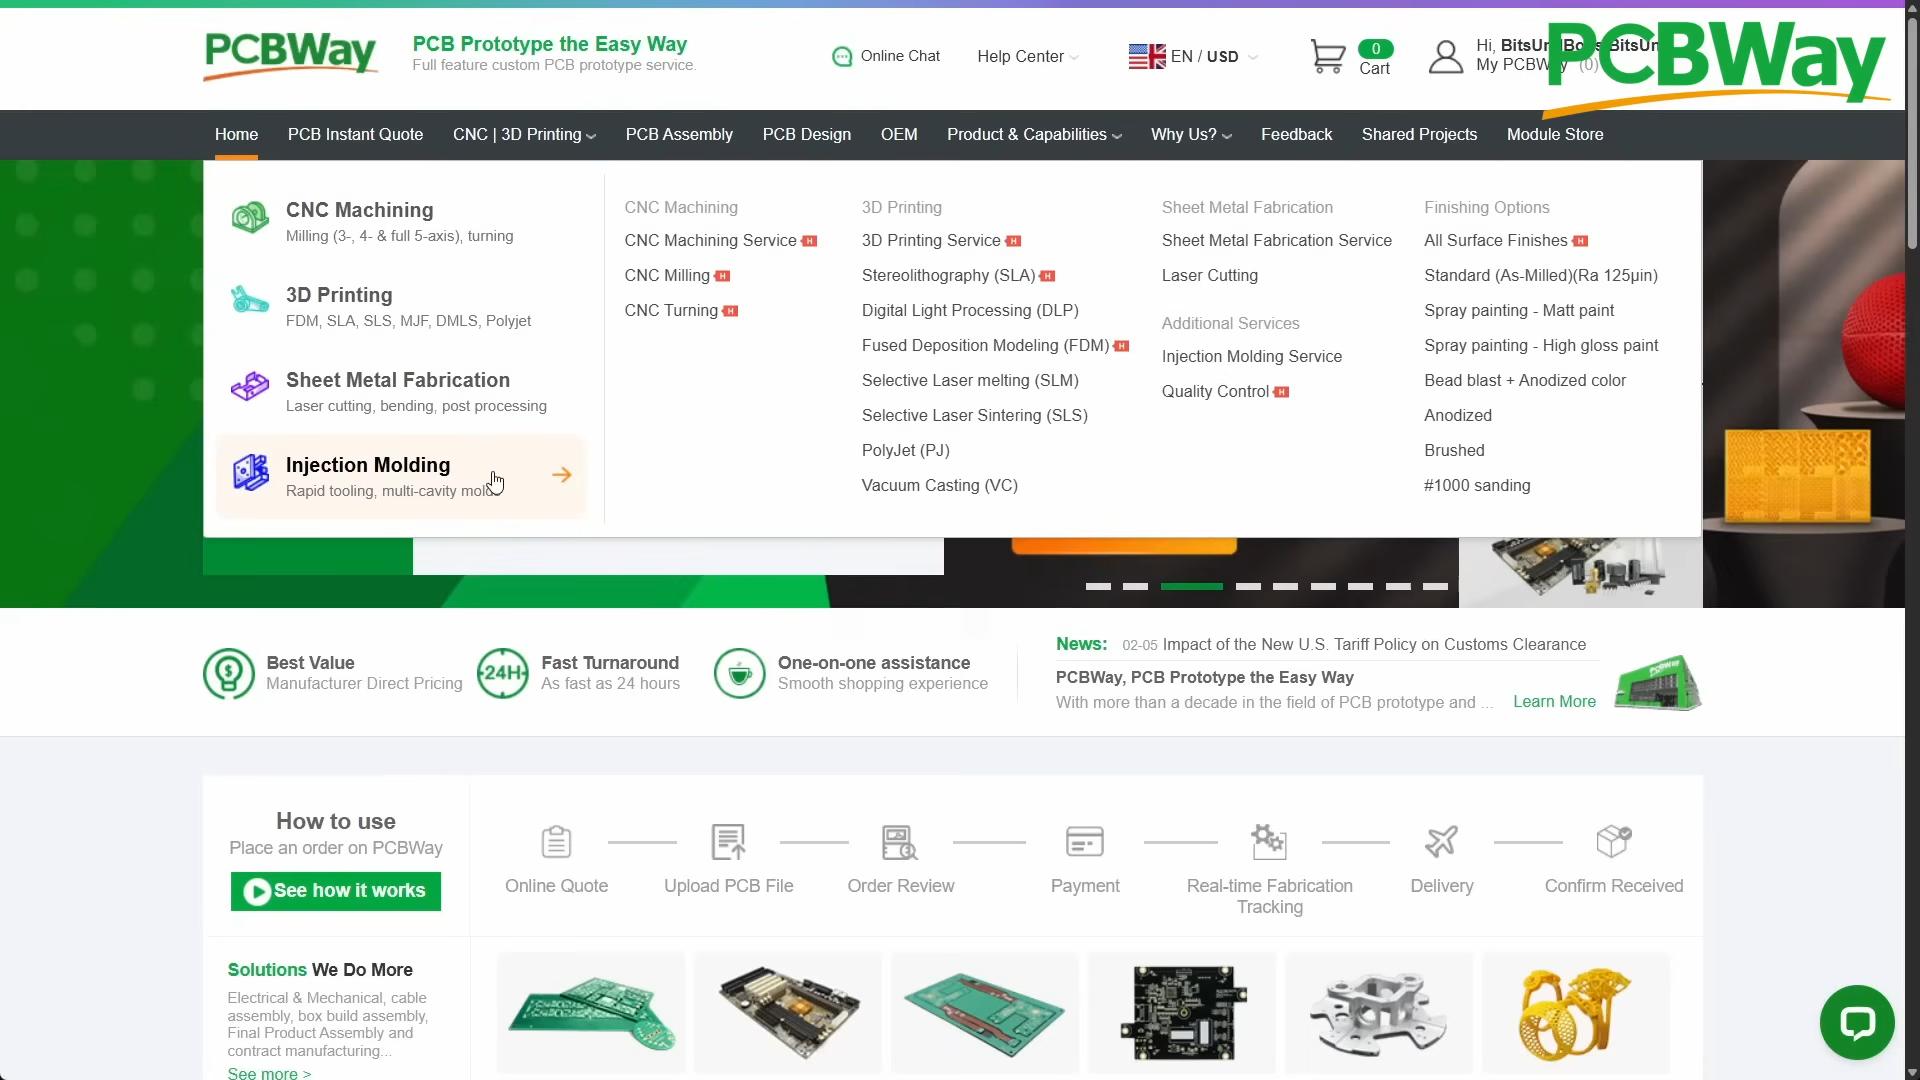 PCBWay
PCB Prototype the Easy Way
Full feature custom PCB prototype service.
Online Chat
Help Center
EN / USD
0
Cart
Hi,
My PCBW
(0)
PCBWay
Home
PCB Instant Quote
CNC | 3D Printing
PCB Assembly
PCB Design
OEM
Product & Capabilities
Why Us?
Feedback
Shared Projects
Module Store
CNC Machining
Milling (3-, 4- & full 5-axis), turning
3D Printing
FDM, SLA, SLS, MJF, DMLS, Polyjet
Sheet Metal Fabrication
Laser cutting, bending, post processing
Injection Molding
Rapid tooling, multi-cavity
CNC Machining
CNC Machining Service H
CNC Milling H
CNC Turning H
3D Printing
3D Printing Service H
Stereolithography (SLA) H
Digital Light Processing (DLP)
Fused Deposition Modeling (FDM) H
Selective Laser melting (SLM)
Selective Laser Sintering (SLS)
PolyJet (PJ)
Vacuum Casting (VC)
Sheet Metal Fabrication
Sheet Metal Fabrication Service
Laser Cutting
Additional Services
Injection Molding Service
Quality Control H
Finishing Options
All Surface Finishes H
Standard (As-Milled)(Ra 125µin)
Spray painting - Matt paint
Spray painting - High gloss paint
Bead blast + Anodized color
Anodized
Brushed
#1000 sanding
Best Value
Manufacturer Direct Pricing
24H
Fast Turnaround
As fast as 24 hours
One-on-one assistance
Smooth shopping experience
News: 02-05 Impact of the New U.S. Tariff Policy on Customs Clearance
PCBWay, PCB Prototype the Easy Way
With more than a decade in the field of PCB prototype and ... Learn More
How to use
Place an order on PCBWay
See how it works
Online Quote
Upload PCB File
Order Review
Payment
Real-time Fabrication
Tracking
Delivery
Confirm Received
Solutions We Do More
Electrical & Mechanical, cable
assembly, box build assembly,
Final Product Assembly and
contract manufacturing...
See more >